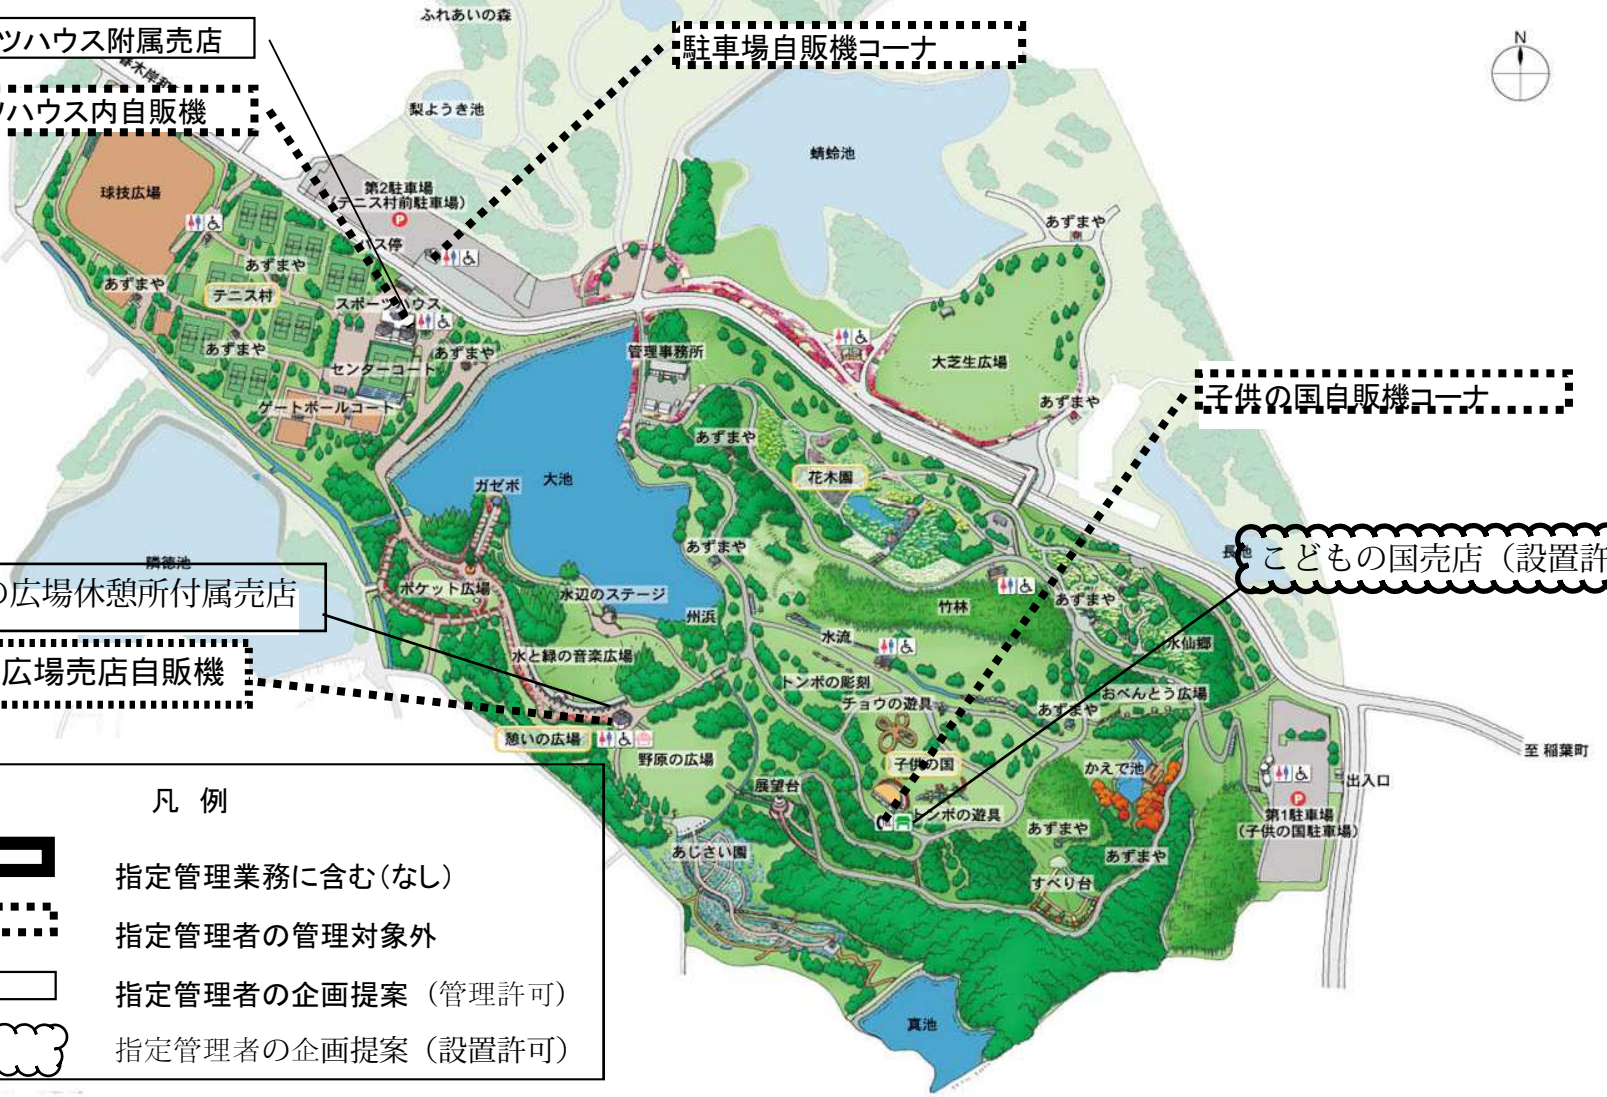 ふれあいの森
ツハウス附属売店
駐車場自販機コーナ
N
ツハウス内自販機
梨ようき池
蜻蛉池
球技広場
第2駐車場
(テニス村前駐車場)
P
バス停
あずまや
あずまや
あずまや
テニス村
スポーツハウス
あずまや
あずまや
センターコート
管理事務所
大芝生広場
子供の国自販機コーナ
ゲートボールコート
あずまや
あずまや
花木園
ガゼボ
大池
長池
こどもの国売店（設置許
あずまや
隣徳池
の広場休憩所付属売店
ポケット広場
水辺のステージ
州浜
竹林
あずまや
水流
水仙郷
水と緑の音楽広場
広場売店自販機
トンボの彫刻
チョウの遊具
おべんとう広場
あずまや
憩いの広場
野原の広場
子供の国
かえで池
至 稲葉町
出入口
展望台
トンボの遊具
P
第1駐車場
(子供の国駐車場)
あずまや
あずまや
あじさい園
すべり台
真池
凡 例
指定管理業務に含む（なし）
指定管理者の管理対象外
指定管理者の企画提案（管理許可）
指定管理者の企画提案（設置許可）